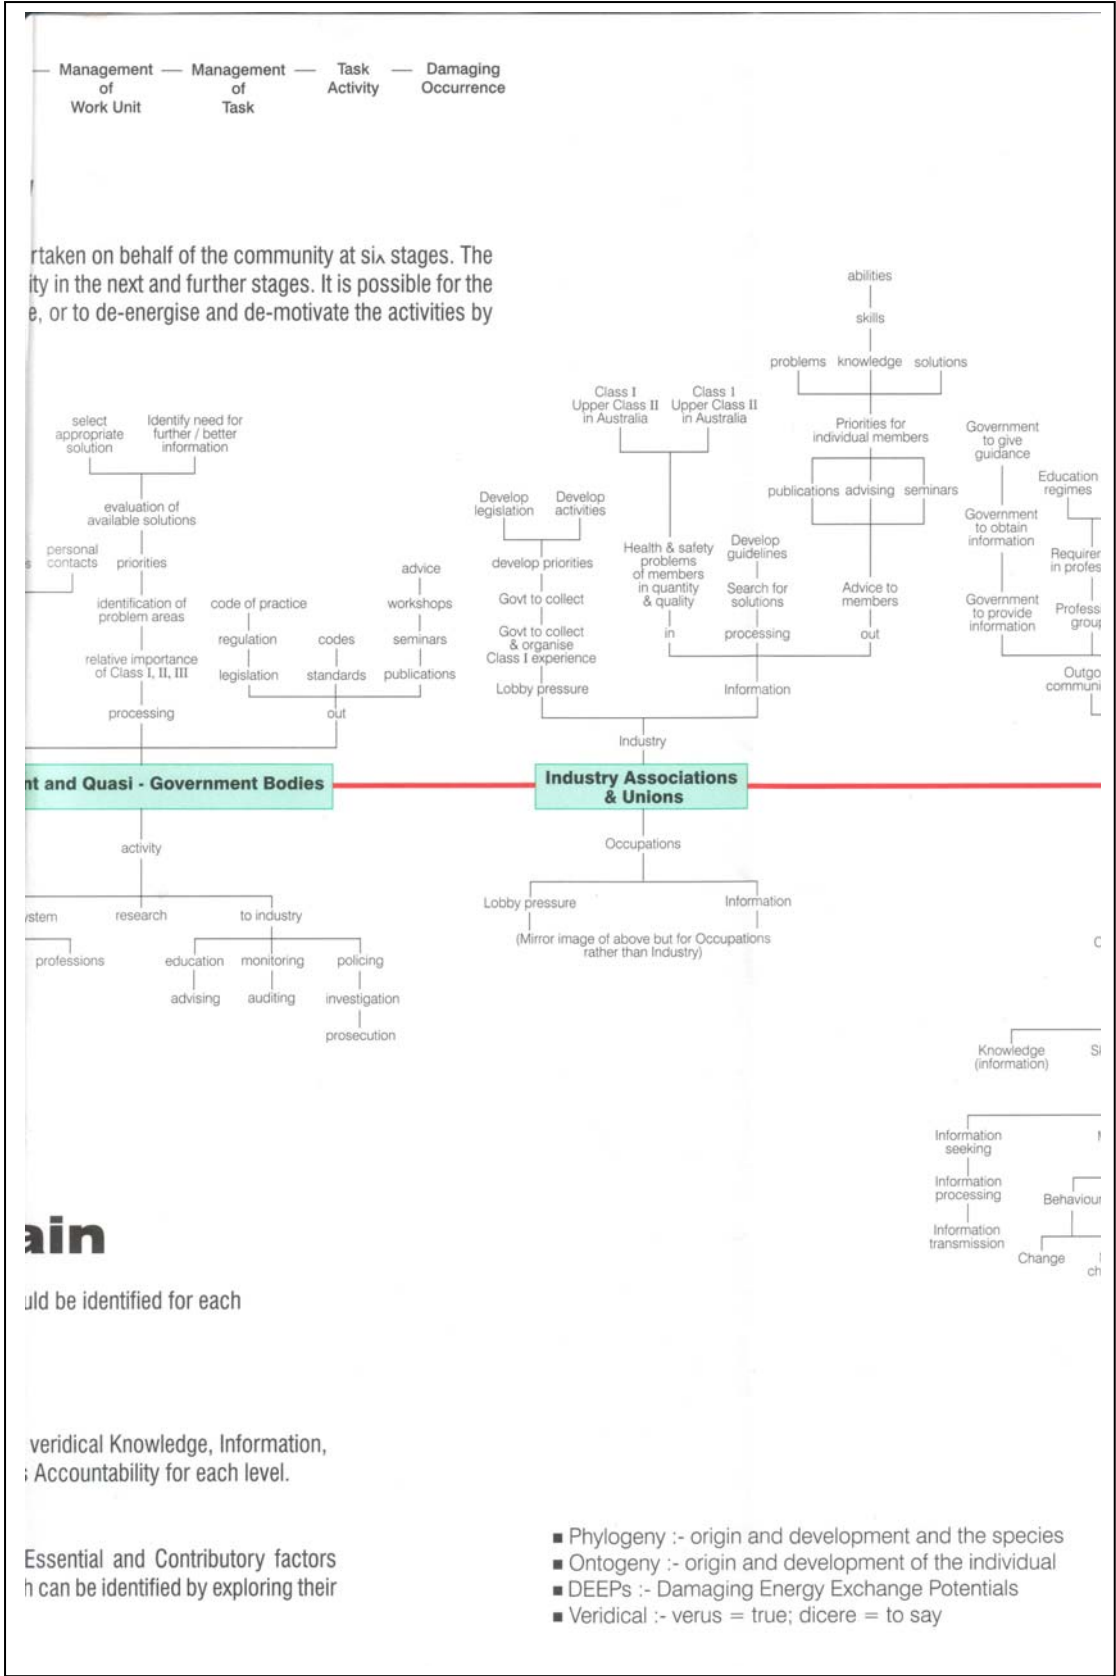 Management — Management — Task — Damaging
of of Activity Occurrence
Work Unit Task
rtaken on behalf of the community at six stages. The
ity in the next and further stages. It is possible for the
e, or to de-energise and de-motivate the activities by
select
appropriate
solution
Identify need for
further / better
information
evaluation of
available solutions
personal
contacts
priorities
identification of
problem areas
relative importance
of Class I, II, III
processing
code of practice
regulation
legislation
codes
standards
advice
workshops
seminars
publications
out
nt and Quasi - Government Bodies
activity
ystem
research
to industry
professions
education
monitoring
policing
advising
auditing
investigation
prosecution
Class I
Upper Class II
in Australia
Class 1
Upper Class II
in Australia
Develop
legislation
Develop
activities
develop priorities
Govt to collect
Govt to collect
& organise
Class I experience
Lobby pressure
Health & safety
problems
of members
in quantity
& quality
in
Develop
guidelines
Search for
solutions
processing
Information
abilities
skills
problems knowledge solutions
Priorities for
individual members
publications advising seminars
Advice to
members
out
Industry
Industry Associations
& Unions
Occupations
Lobby pressure
Information
(Mirror image of above but for Occupations
rather than Industry)
Government
to give
guidance
Government
to obtain
information
Government
to provide
information
Education
regimes
Requirer
in profes
Profess
group
Outgo
communi
Knowledge
(information)
Information
seeking
Information
processing
Information
transmission
Behaviour
Change
ch
ain
uld be identified for each
veridical Knowledge, Information,
s Accountability for each level.
Essential and Contributory factors
h can be identified by exploring their
■ Phylogeny :- origin and development and the species
■ Ontogeny :- origin and development of the individual
■ DEEPs :- Damaging Energy Exchange Potentials
■ Veridical :- verus = true; dicere = to say